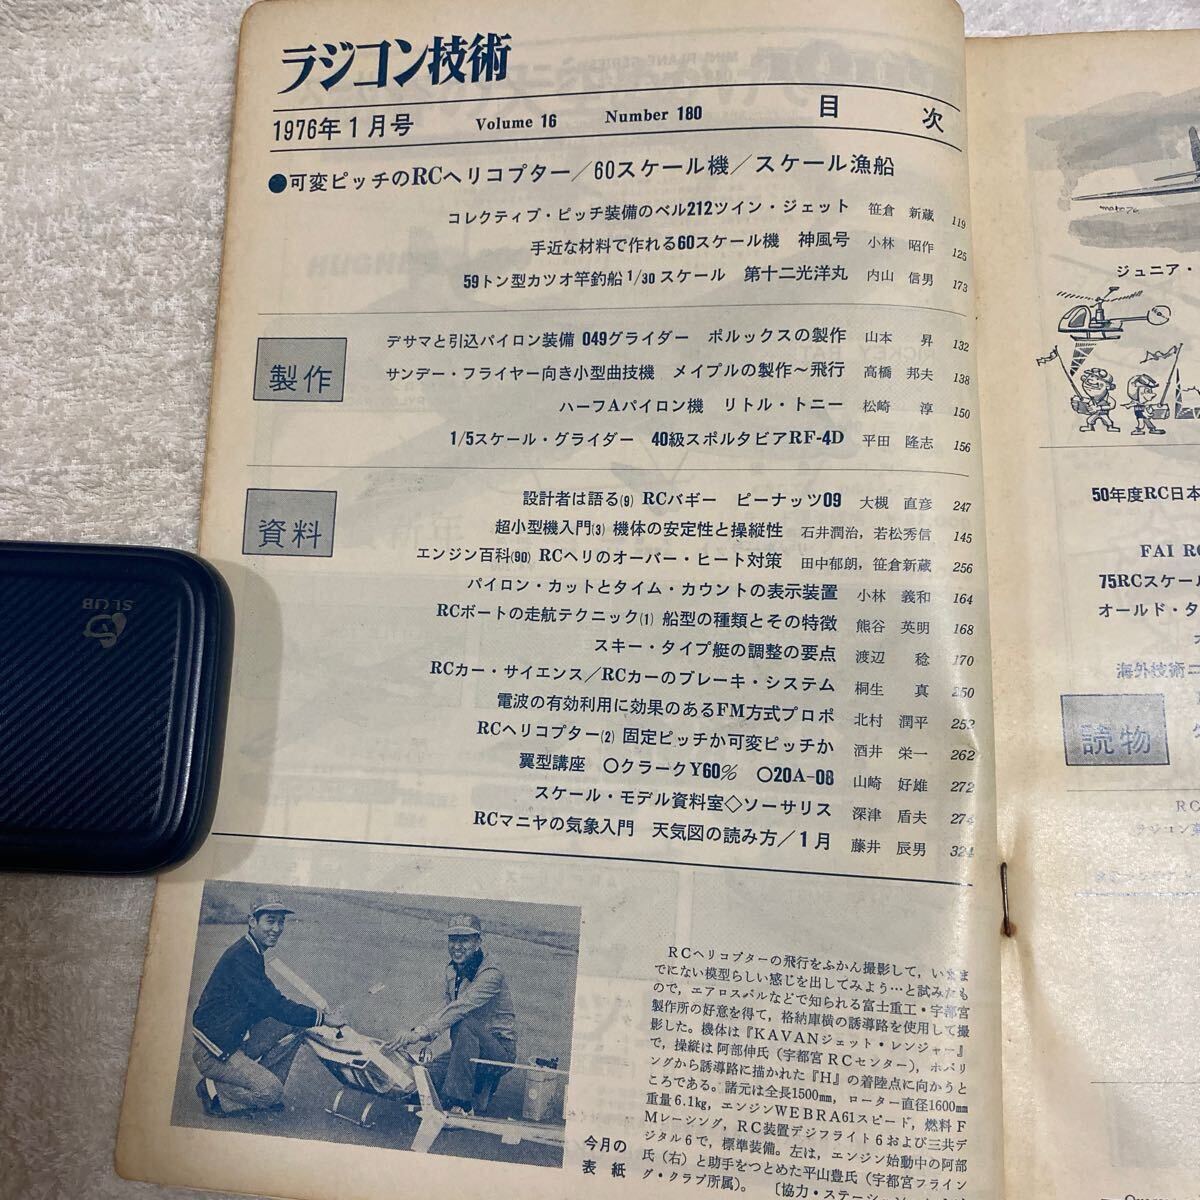 ラジコン技術
1976年1月号 Volume 16 Number 180 目次
●可変ピッチのRCヘリコプター／60スケール機／スケール漁船
コレクティブ・ピッチ装備のベル212ツイン・ジェット 笹倉 新蔵 119
手近な材料で作れる60スケール機 神風号 小林 昭作 125
59トン型カツオ竿釣船1/30スケール 第十二光洋丸 内山 信男 173
製作
デサマと引込パイロン装備 049グライダー ポルックスの製作 山本 昇 132
サンデー・フライヤー向き小型曲技機 メイプルの製作～飛行 高橋 邦夫 138
ハーフAパイロン機 リトル・トニー 松崎 淳 150
1/5スケール・グライダー 40級スポルタビアRF-4D 平田 隆志 156
資料
設計者は語る(9) RCバギー ピーナッツ09 大槻 直彦 247
超小型機入門(3) 機体の安定性と操縦性 石井潤治，若松秀信 145
エンジン百科(90) RCヘリのオーバー・ヒート対策 田中郁朗，笹倉新蔵 256
パイロン・カットとタイム・カウントの表示装置 小林 義和 164
RCボートの走航テクニック(1) 船型の種類とその特徴 熊谷 英明 168
スキー・タイプ艇の調整の要点 渡辺 稔 170
RCカー・サイエンス／RCカーのブレーキ・システム 桐生 真 250
電波の有効利用に効果のあるFM方式プロポ 北村 潤平 253
RCヘリコプター(2) 固定ピッチか可変ピッチか 酒井 栄一 262
翼型講座 ○クラークY60% ○20A-08 山崎 好雄 272
スケール・モデル資料室◇ソーサリス 深津 盾夫 274
RCマニヤの気象入門 天気図の読み方／1月 藤井 辰男 324
今月の
表紙
RCヘリコプターの飛行をふかん撮影して，いまま
でにない模型らしい感じを出してみよう…と試みたも
ので，エアロスバルなどで知られる富士重工・宇都宮
製作所の好意を得て，格納庫横の誘導路を使用して撮
影した。機体は『KAVANジェット・レンジャー』
で，操縦は阿部伸氏（宇都宮RCセンター），ホバリ
ングから誘導路に描かれた『H』の着陸点に向かうと
ころである。諸元は全長1500mm，ローター直径1600mm
重量6.1kg，エンジンWEBRA61スピード，燃料F
Mレーシング，RC装置デジフライト6および三共デ
ジタル6で，標準装備。左は，エンジン始動中の阿部
氏（右）と助手をつとめた平山豊氏（宇都宮フライン
グ・クラブ所属）。 〔協力・ステーション
ジュニア・
50年度RC日本
FAI RC
75RCスケール
オールド・タ
海外技術ニ
読物
RC
SLUB